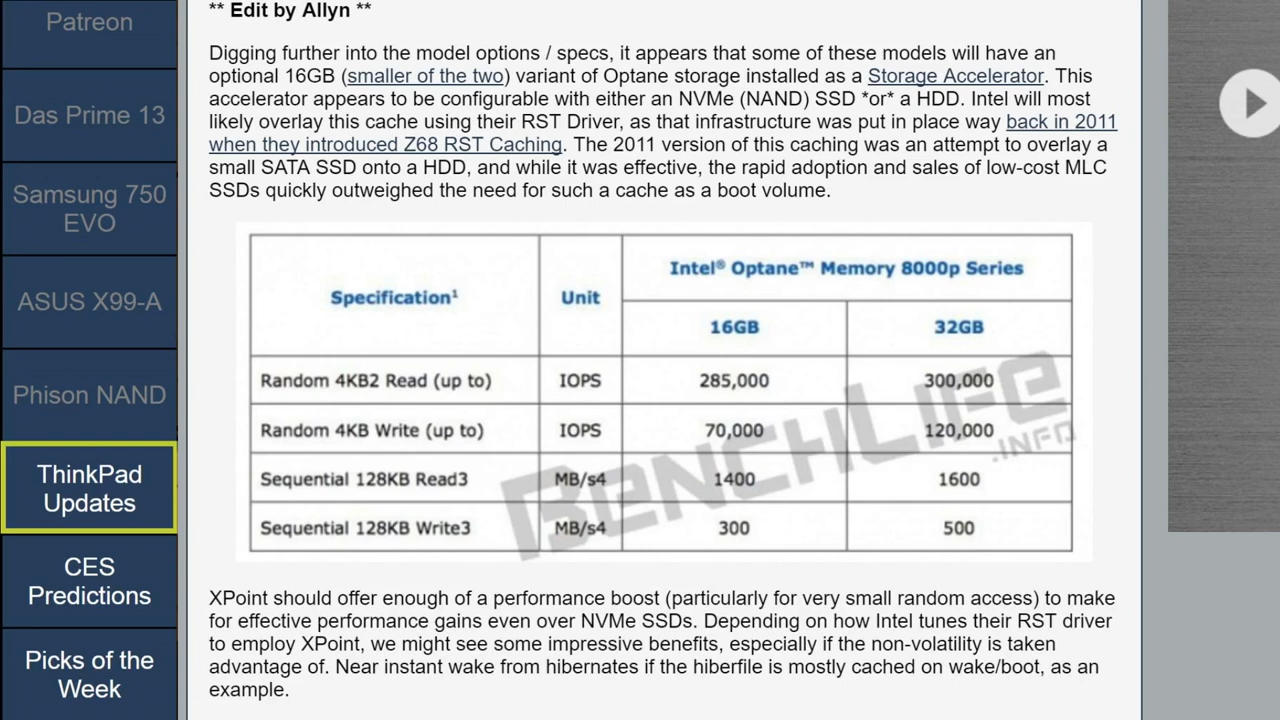 Patreon
Das Prime 13
Samsung 750
EVO
ASUS X99-A
Phison NAND
ThinkPad
Updates
CES
Predictions
Picks of the
Week
** Edit by Allyn **
Digging further into the model options / specs, it appears that some of these models will have an
optional 16GB (smaller of the two) variant of Optane storage installed as a Storage Accelerator. This
accelerator appears to be configurable with either an NVMe (NAND) SSD *or* a HDD. Intel will most
likely overlay this cache using their RST Driver, as that infrastructure was put in place way back in 2011
when they introduced Z68 RST Caching. The 2011 version of this caching was an attempt to overlay a
small SATA SSD onto a HDD, and while it was effective, the rapid adoption and sales of low-cost MLC
SSDs quickly outweighed the need for such a cache as a boot volume.
Specification¹ Unit Intel® Optane™ Memory 8000p Series
16GB 32GB
Random 4KB2 Read (up to) IOPS 285,000 300,000
Random 4KB Write (up to) IOPS 70,000 120,000
Sequential 128KB Read3 MB/s4 1400 1600
Sequential 128KB Write3 MB/s4 300 500
BENCHLIFE
.INFO
XPoint should offer enough of a performance boost (particularly for very small random access) to make
for effective performance gains even over NVMe SSDs. Depending on how Intel tunes their RST driver
to employ XPoint, we might see some impressive benefits, especially if the non-volatility is taken
advantage of. Near instant wake from hibernates if the hiberfile is mostly cached on wake/boot, as an
example.